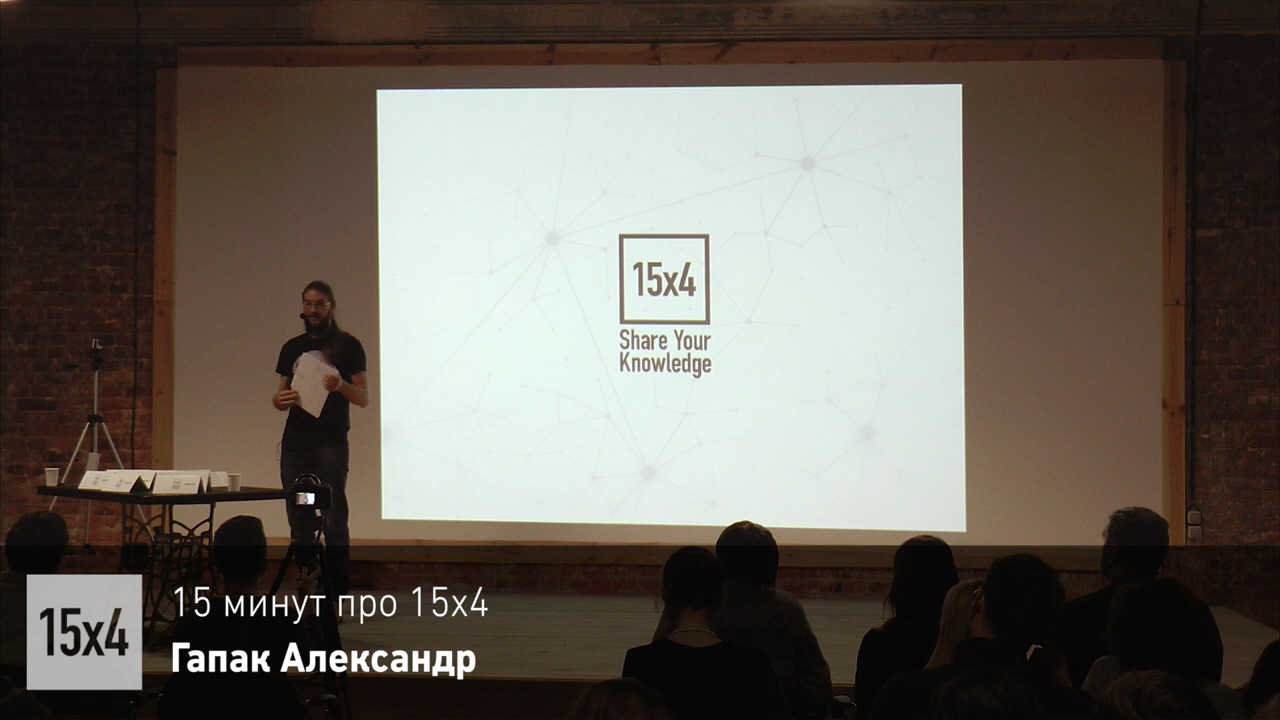 15x4
Share Your
Knowledge
15x4
15 минут про 15x4
Гапак Александр